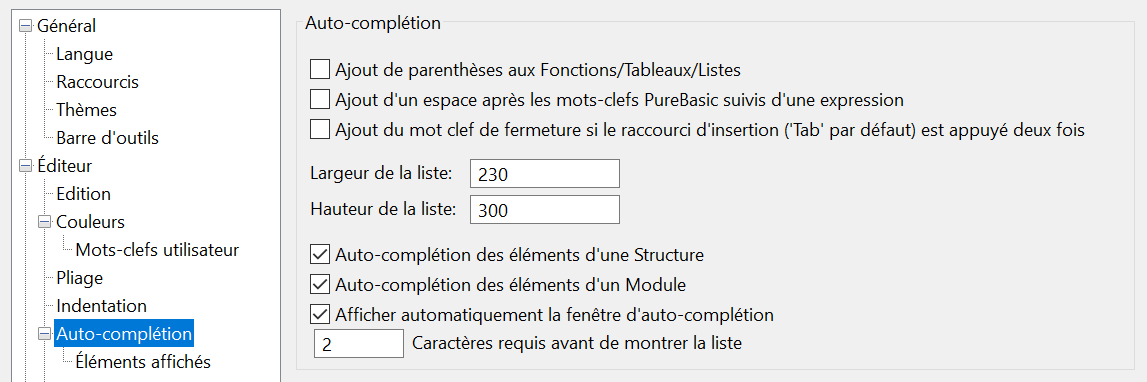 Général
Langue
Raccourcis
Thèmes
Barre d'outils
Éditeur
Edition
Couleurs
Mots-clefs utilisateur
Pliage
Indentation
Auto-complétion
Éléments affichés
Auto-complétion
Ajout de parenthèses aux Fonctions/Tableaux/Listes
Ajout d'un espace après les mots-clefs PureBasic suivis d'une expression
Ajout du mot clef de fermeture si le raccourci d'insertion ('Tab' par défaut) est appuyé deux fois
Largeur de la liste: 230
Hauteur de la liste: 300
Auto-complétion des éléments d'une Structure
Auto-complétion des éléments d'un Module
Afficher automatiquement la fenêtre d'auto-complétion
2 Caractères requis avant de montrer la liste